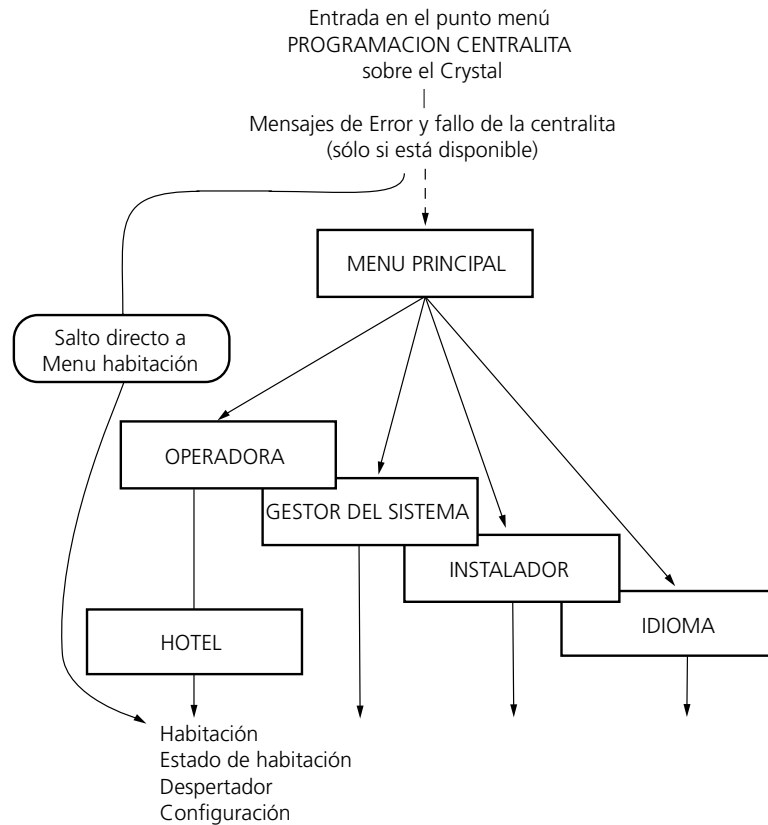 Entrada en el punto menú
PROGRAMACION CENTRALITA
sobre el Crystal
Mensajes de Error y fallo de la centralita
(sólo si está disponible)
MENU PRINCIPAL
Salto directo a
Menu habitación
OPERADORA
GESTOR DEL SISTEMA
INSTALADOR
IDIOMA
HOTEL
Habitación
Estado de habitación
Despertador
Configuración